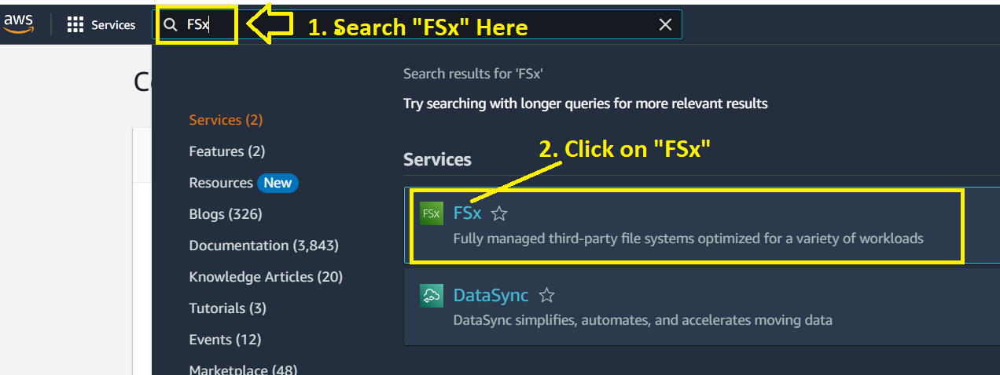 aws
Services
FSx
1. Search "FSx" Here
Search results for 'FSx'
Try searching with longer queries for more relevant results
Services (2)
Features (2)
Resources New
Blogs (326)
Documentation (3,843)
Knowledge Articles (20)
Tutorials (3)
Events (12)
Marketplace (48)
2. Click on "FSx"
Services
FSx
FSx
Fully managed third-party file systems optimized for a variety of workloads
DataSync
DataSync simplifies, automates, and accelerates moving data